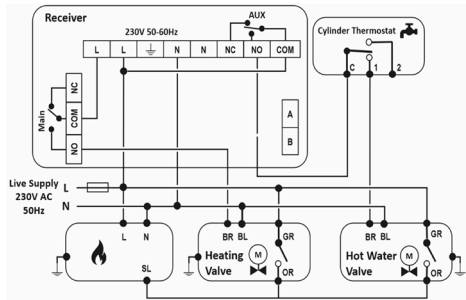 Receiver
AUX
230V 50-60Hz
L L N N NC NO COM
Cylinder Thermostat
C 1 2
NC
COM
NO
Main
A
B
Live Supply
230V AC
50Hz
L
N
L N
SL
BR BL GR
Heating
Valve
M
OR
BR BL GR
Hot Water
Valve
M
OR